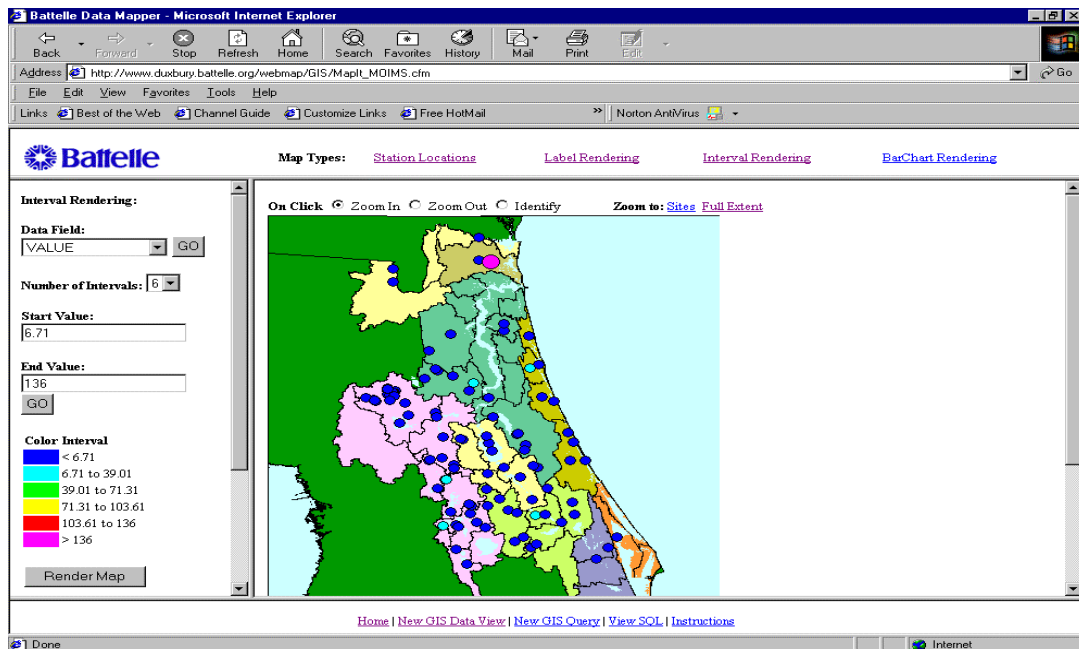 Battelle Data Mapper - Microsoft Internet Explorer
Back Forward Stop Refresh Home Search Favorites History Mail Print Edit
Address http://www.duxbury.battelle.org/webmap/GIS/MapIt_MOIMS.cfm Go
File Edit View Favorites Tools Help
Links Best of the Web Channel Guide Customize Links Free HotMail » Norton AntiVirus
Battelle
Map Types: Station Locations Label Rendering Interval Rendering BarChart Rendering
Interval Rendering:
Data Field:
VALUE GO
Number of Intervals: 6
Start Value:
6.71
End Value:
136
GO
Color Interval
< 6.71
6.71 to 39.01
39.01 to 71.31
71.31 to 103.61
103.61 to 136
> 136
Render Map
On Click Zoom In Zoom Out Identify Zoom to: Sites Full Extent
Home | New GIS Data View | New GIS Query | View SQL | Instructions
Done Internet